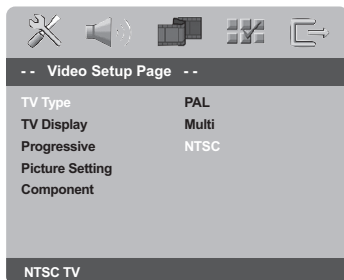 -- Video Setup Page --
TV Type PAL
TV Display Multi
Progressive NTSC
Picture Setting
Component
NTSC TV